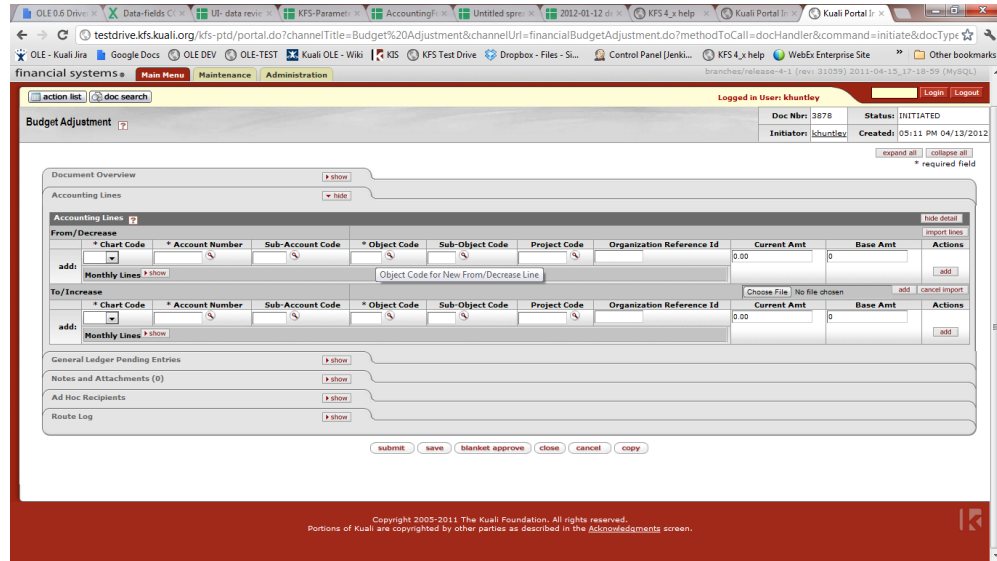 OLE 0.6 Drive
Data-fields CC
UI- data revie
KFS-Paramete
AccountingFi
Untitled spre
2012-01-12 de
KFS 4_x help
Kuali Portal In
Kuali Portal In
testdrive.kfs.kuali.org/kfs-ptd/portal.do?channelTitle=Budget%20Adjustment&channelUrl=financialBudgetAdjustment.do?methodToCall=docHandler&command=initiate&docType
OLE - Kuali Jira
Google Docs
OLE DEV
OLE-TEST
Kuali OLE - Wiki
KIS
KFS Test Drive
Dropbox - Files - Si...
Control Panel [Jenki...
KFS 4_x help
WebEx Enterprise Site
»
Other bookmarks
financial systems
Main Menu
Maintenance
Administration
branches/release-4-1 (rev: 31059) 2011-04-15_17-18-59 (MySQL)
action list
doc search
Logged in User: khuntley
Login
Logout
Budget Adjustment ?
Doc Nbr: 3878 Status: INITIATED
Initiator: khuntley Created: 05:11 PM 04/13/2012
expand all
collapse all
* required field
Document Overview
show
Accounting Lines
hide
Accounting Lines ?
hide detail
From/Decrease
import lines
* Chart Code * Account Number Sub-Account Code * Object Code Sub-Object Code Project Code Organization Reference Id Current Amt Base Amt Actions
add:
0.00
0
add
Monthly Lines show
Object Code for New From/Decrease Line
To/Increase
Choose File No file chosen
add
cancel import
* Chart Code * Account Number Sub-Account Code * Object Code Sub-Object Code Project Code Organization Reference Id Current Amt Base Amt Actions
add:
0.00
0
add
Monthly Lines show
General Ledger Pending Entries
show
Notes and Attachments (0)
show
Ad Hoc Recipients
show
Route Log
show
submit
save
blanket approve
close
cancel
copy
Copyright 2005-2011 The Kuali Foundation. All rights reserved.
Portions of Kuali are copyrighted by other parties as described in the Acknowledgments screen.